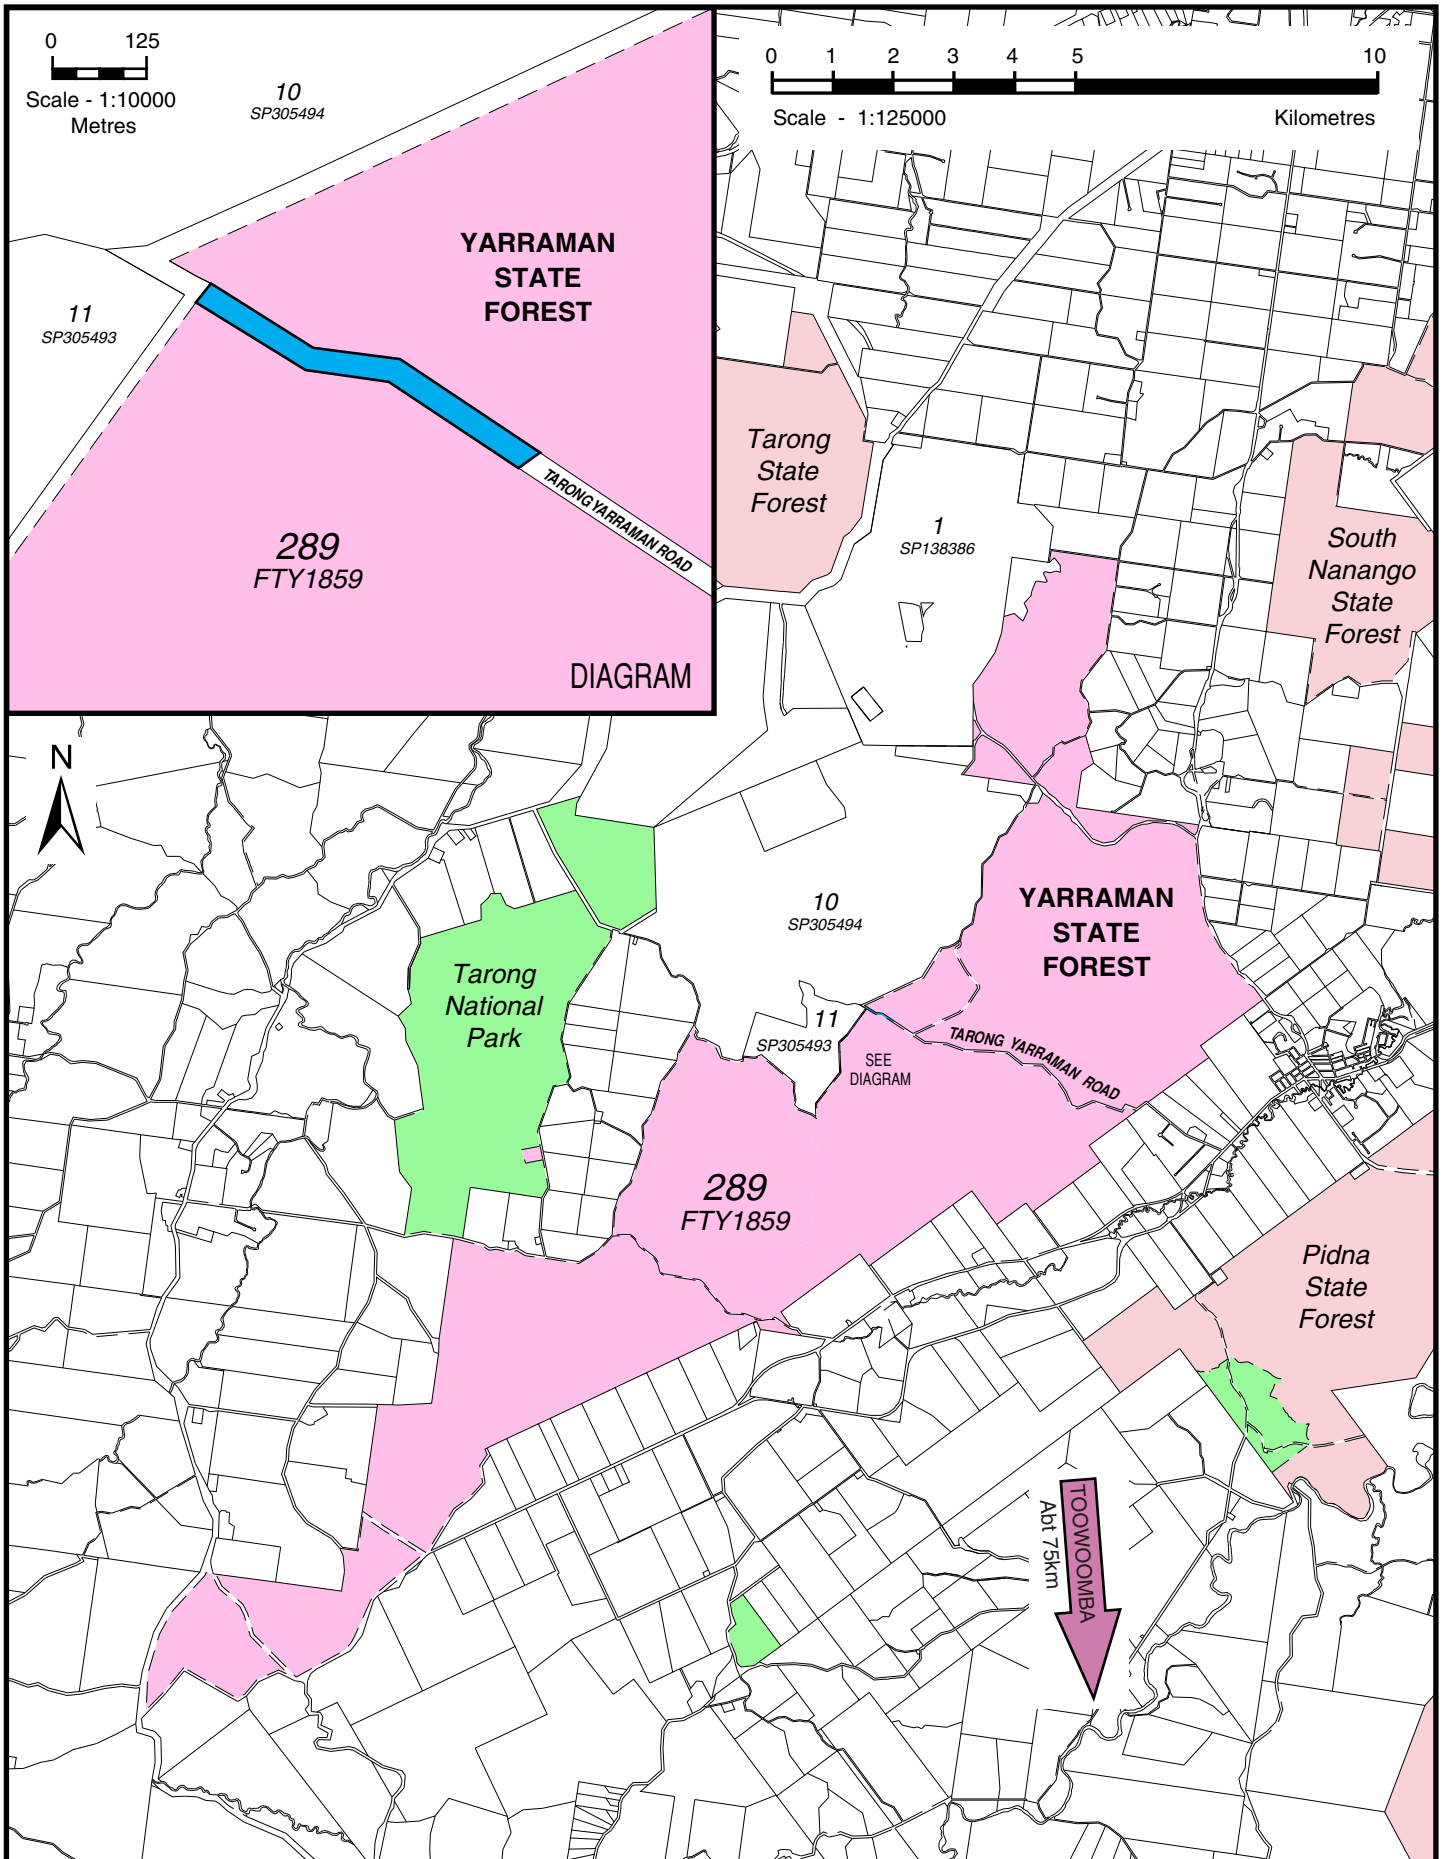 0 125
Scale - 1:10000
Metres
10
SP305494
YARRAMAN
STATE
FOREST
11
SP305493
289
FTY1859
TARONG YARRAMAN ROAD
DIAGRAM
0 1 2 3 4 5 10
Scale - 1:125000 Kilometres
Tarong
State
Forest
1
SP138386
South
Nanango
State
Forest
N
10
SP305494
YARRAMAN
STATE
FOREST
Tarong
National
Park
11
SP305493
SEE
DIAGRAM
TARONG YARRAMAN ROAD
289
FTY1859
Pidna
State
Forest
TOOWOOMBA
Abt 75km